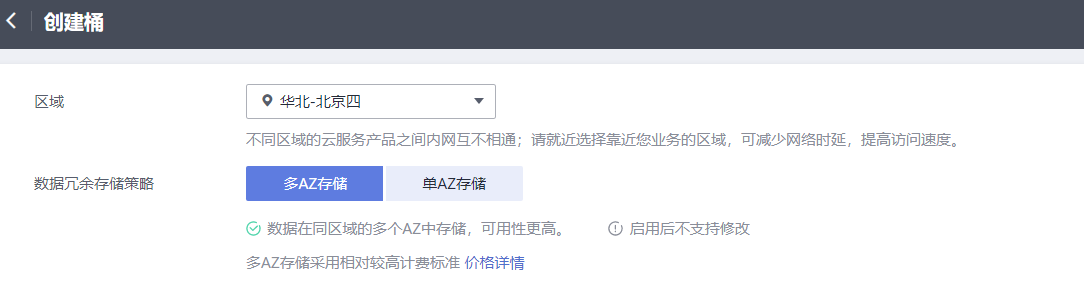 创建桶
区域
华北-北京四
不同区域的云服务产品之间内网互不相通；请就近选择靠近您业务的区域，可减少网络时延，提高访问速度。
数据冗余存储策略
多AZ存储 单AZ存储
数据在同区域的多个AZ中存储，可用性更高。 启用后不支持修改
多AZ存储采用相对较高计费标准 价格详情